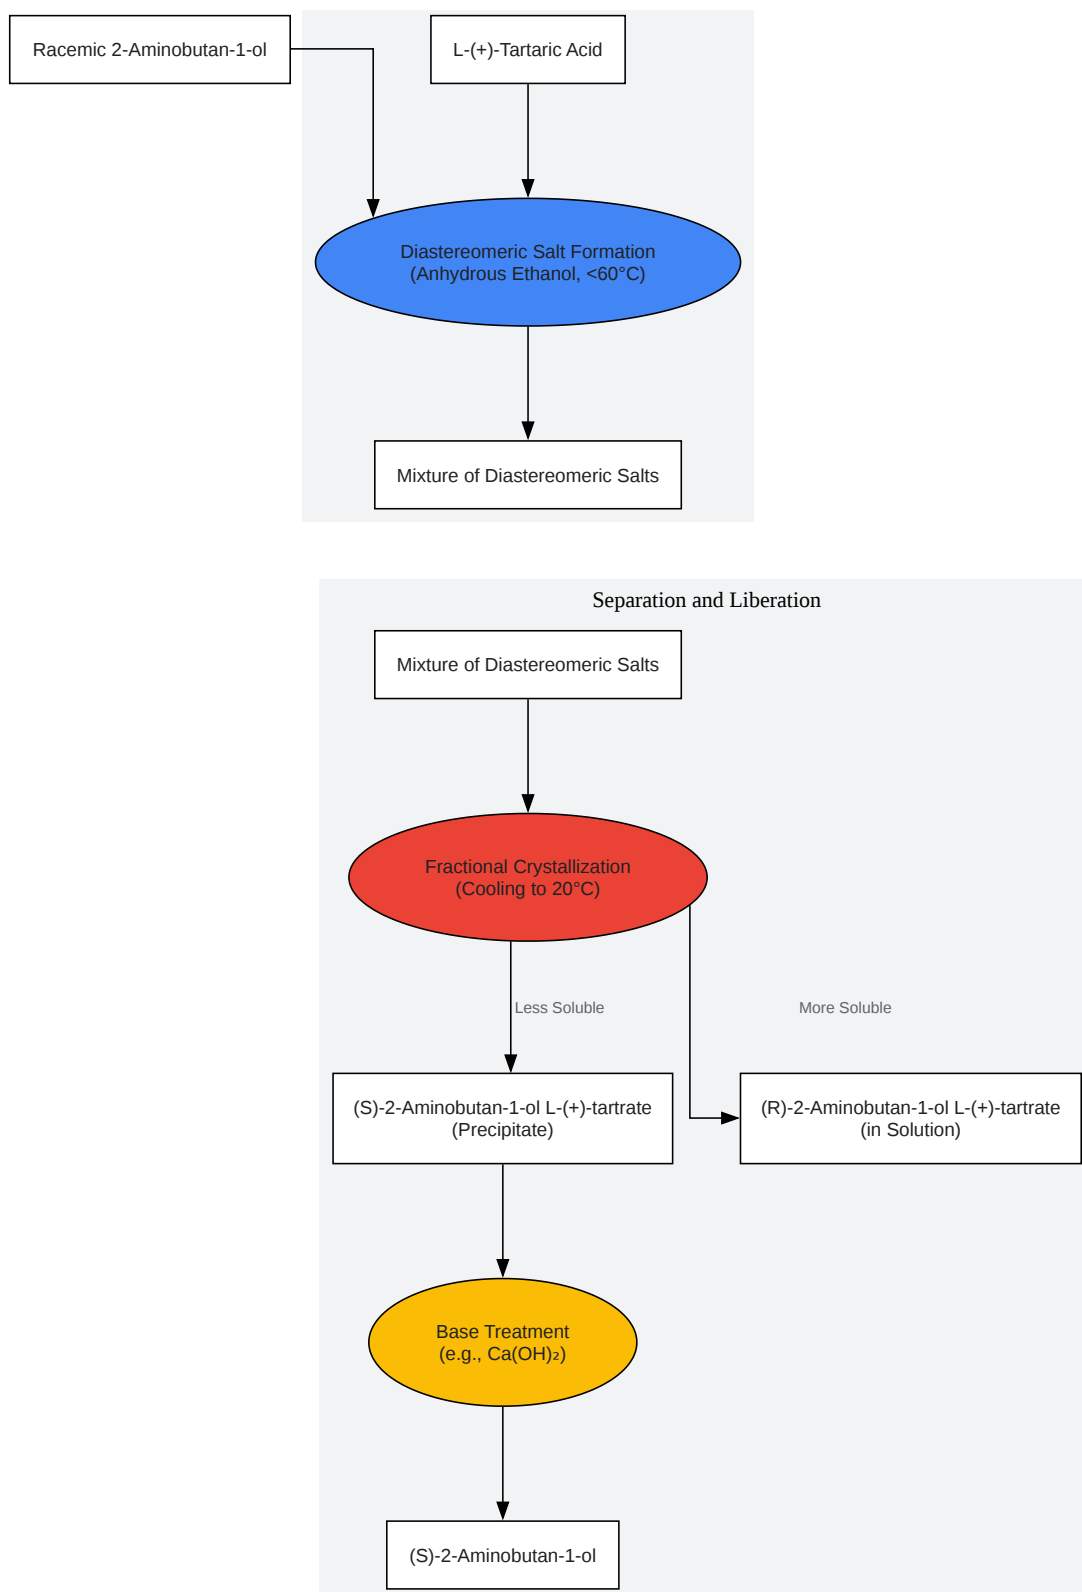 Racemic 2-Aminobutan-1-ol
L-(+)-Tartaric Acid
Diastereomeric Salt Formation
(Anhydrous Ethanol, <60°C)
Mixture of Diastereomeric Salts
Separation and Liberation
Mixture of Diastereomeric Salts
Fractional Crystallization
(Cooling to 20°C)
Less Soluble
More Soluble
(S)-2-Aminobutan-1-ol L-(+)-tartrate
(Precipitate)
(R)-2-Aminobutan-1-ol L-(+)-tartrate
(in Solution)
Base Treatment
(e.g., Ca(OH)₂)
(S)-2-Aminobutan-1-ol